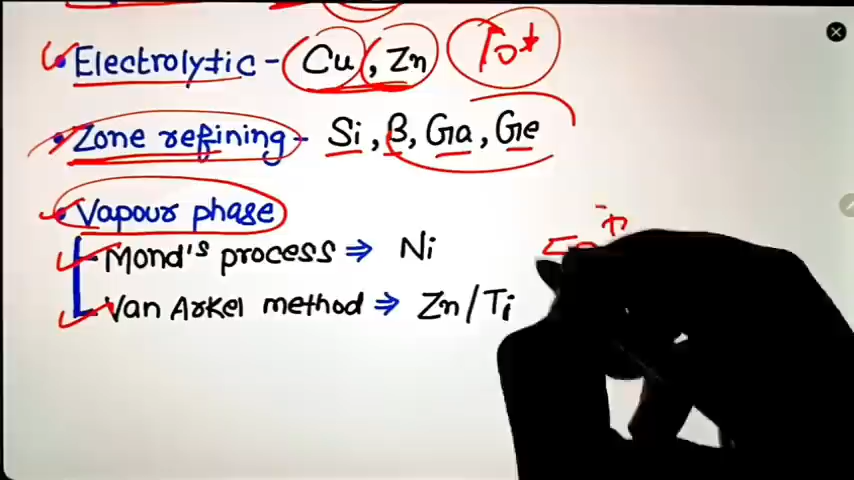 Electrolytic - Cu, Zn
Zone refining - Si, B, Ga, Ge
Vapour phase
Mond's process ⇒ Ni
Van Arkel method ⇒ Zn/Ti